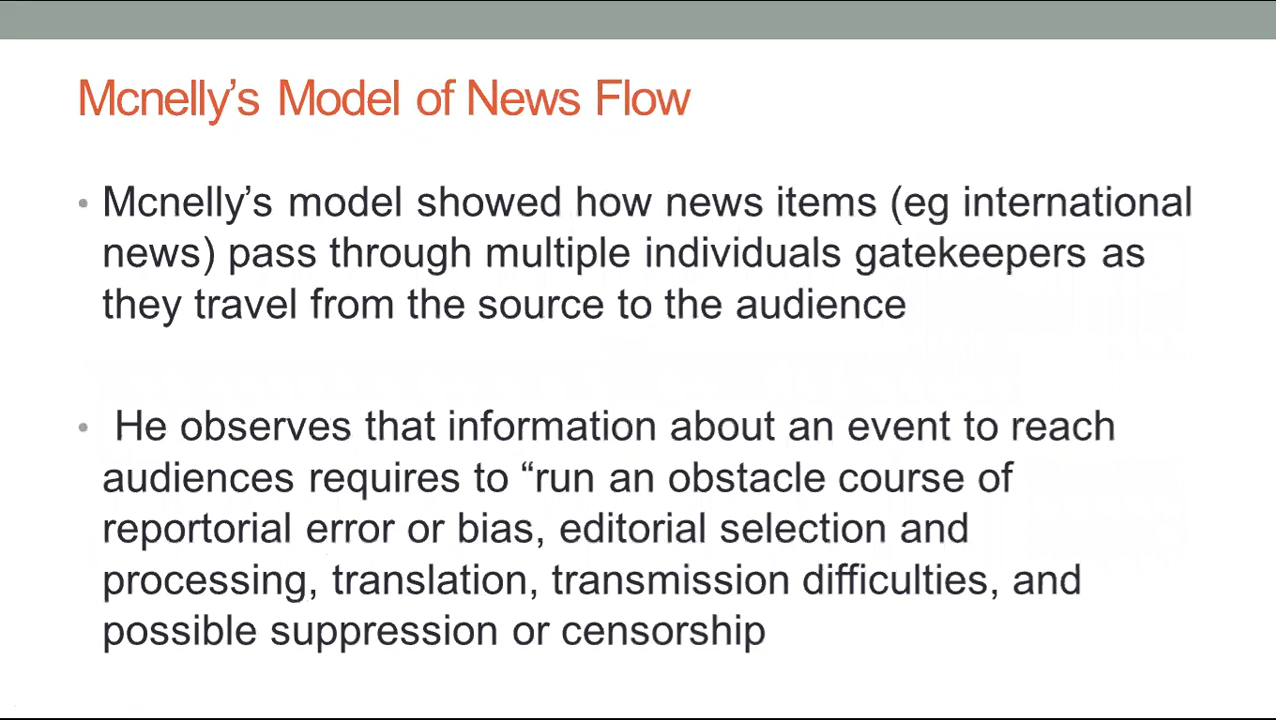 Mcnelly’s Model of News Flow
• Mcnelly’s model showed how news items (eg international
news) pass through multiple individuals gatekeepers as
they travel from the source to the audience
• He observes that information about an event to reach
audiences requires to “run an obstacle course of
reportorial error or bias, editorial selection and
processing, translation, transmission difficulties, and
possible suppression or censorship